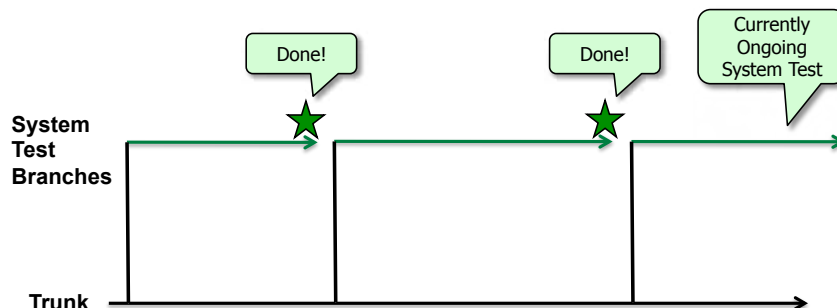 Currently
Ongoing
System Test
Done!
Done!
System
Test
Branches
Trunk